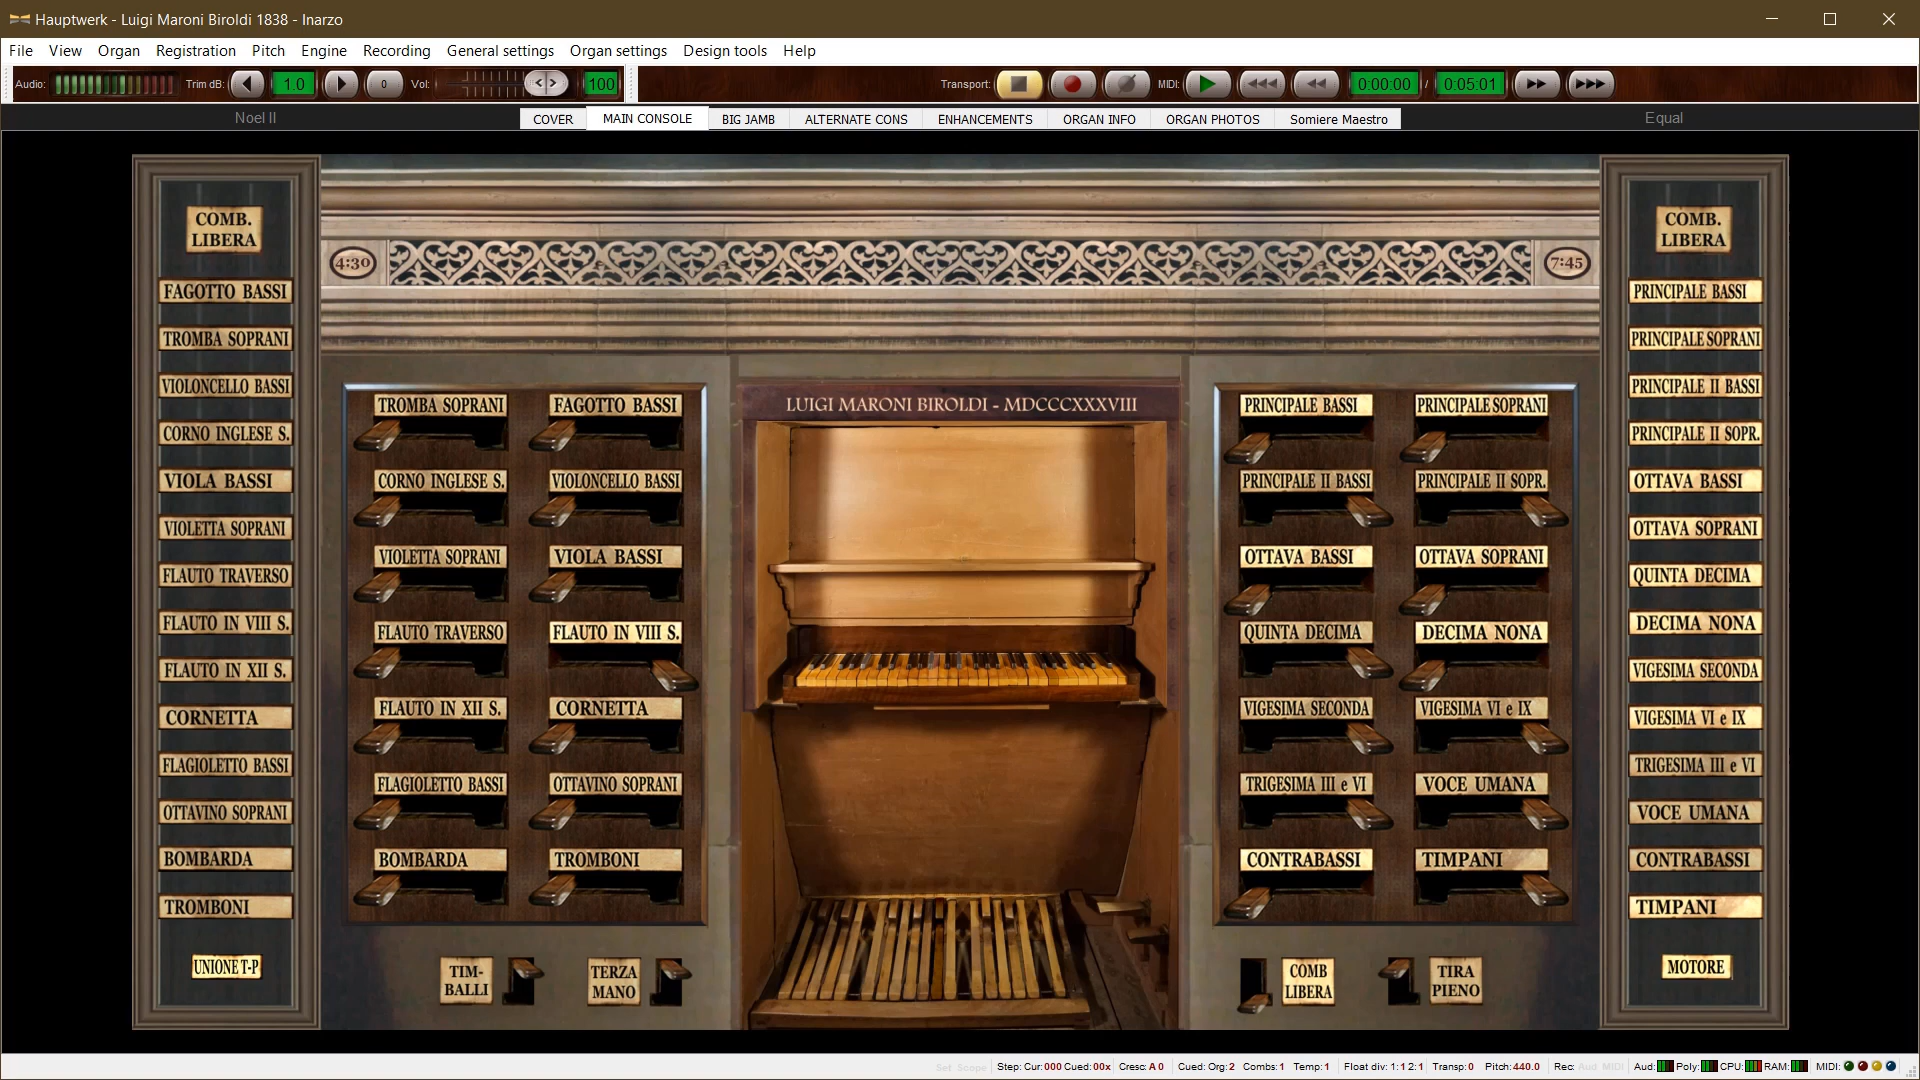 Hauptwerk - Luigi Maroni Biroldi 1838 - Inarzo
File View Organ Registration Pitch Engine Recording General settings Organ settings Design tools Help
Audio: Trim dB: 1.0 0 Vol: 100 Transport: MIDI: 0:00:00 / 0:05:01
Noel II COVER MAIN CONSOLE BIG JAMB ALTERNATE CONS ENHANCEMENTS ORGAN INFO ORGAN PHOTOS Somiere Maestro Equal
COMB.
LIBERA
FAGOTTO BASSI
TROMBA SOPRANI
VIOLONCELLO BASSI
CORNO INGLESE S.
VIOLA BASSI
VIOLETTA SOPRANI
FLAUTO TRAVERSO
FLAUTO IN VIII S.
FLAUTO IN XII S.
CORNETTA
FLAGIOLETTO BASSI
OTTAVINO SOPRANI
BOMBARDA
TROMBONI
UNIONE T-P
4:30
7:45
TROMBA SOPRANI FAGOTTO BASSI
CORNO INGLESE S. VIOLONCELLO BASSI
VIOLETTA SOPRANI VIOLA BASSI
FLAUTO TRAVERSO FLAUTO IN VIII S.
FLAUTO IN XII S. CORNETTA
FLAGIOLETTO BASSI OTTAVINO SOPRANI
BOMBARDA TROMBONI
TIM-
BALLI
TERZA
MANO
LUIGI MARONI BIROLDI - MDCCCXXXVIII
PRINCIPALE BASSI PRINCIPALE SOPRANI
PRINCIPALE II BASSI PRINCIPALE II SOPR.
OTTAVA BASSI OTTAVA SOPRANI
QUINTA DECIMA DECIMA NONA
VIGESIMA SECONDA VIGESIMA VI e IX
TRIGESIMA III e VI VOCE UMANA
CONTRABASSI TIMPANI
COMB
LIBERA
TIRA
PIENO
COMB.
LIBERA
PRINCIPALE BASSI
PRINCIPALE SOPRANI
PRINCIPALE II BASSI
PRINCIPALE II SOPR.
OTTAVA BASSI
OTTAVA SOPRANI
QUINTA DECIMA
DECIMA NONA
VIGESIMA SECONDA
VIGESIMA VI e IX
TRIGESIMA III e VI
VOCE UMANA
CONTRABASSI
TIMPANI
MOTORE
Set Scope Step: Cur: 000 Cued: 00x Cresc: A 0 Cued: Org: 2 Combs: 1 Temp: 1 Float div: 1: 1 2: 1 Transp: 0 Pitch: 440.0 Rec: Aud MIDI Aud: Poly: CPU: RAM: MIDI: